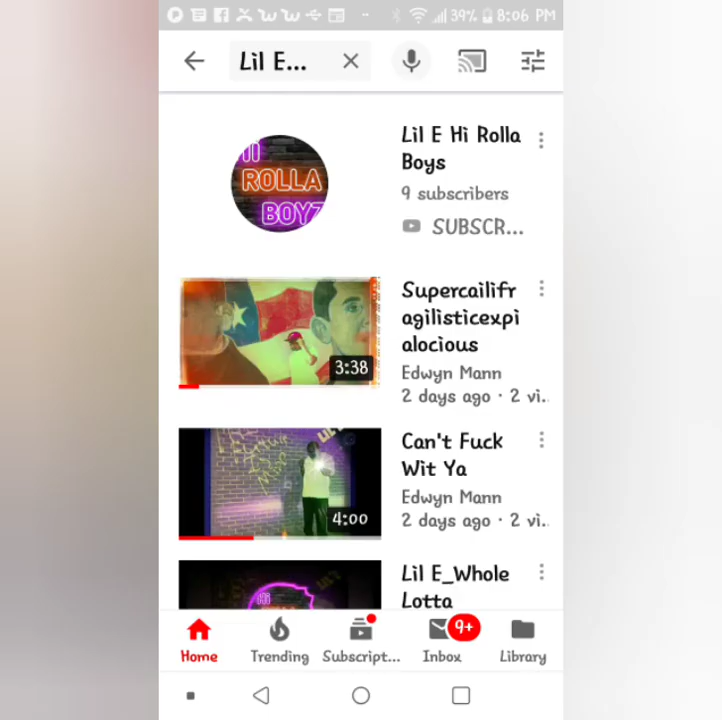 39% 8:06 PM
Lil E...
Lil E Hi Rolla
Boys
9 subscribers
SUBSCR...
HI
ROLLA
BOYZ
Supercailifr
agilisticexpi
alocious
Edwyn Mann
2 days ago · 2 vi..
3:38
Can't Fuck
Wit Ya
Edwyn Mann
2 days ago · 2 vi..
4:00
Lil E_Whole
Lotta
Hi
9+
Home Trending Subscript... Inbox Library